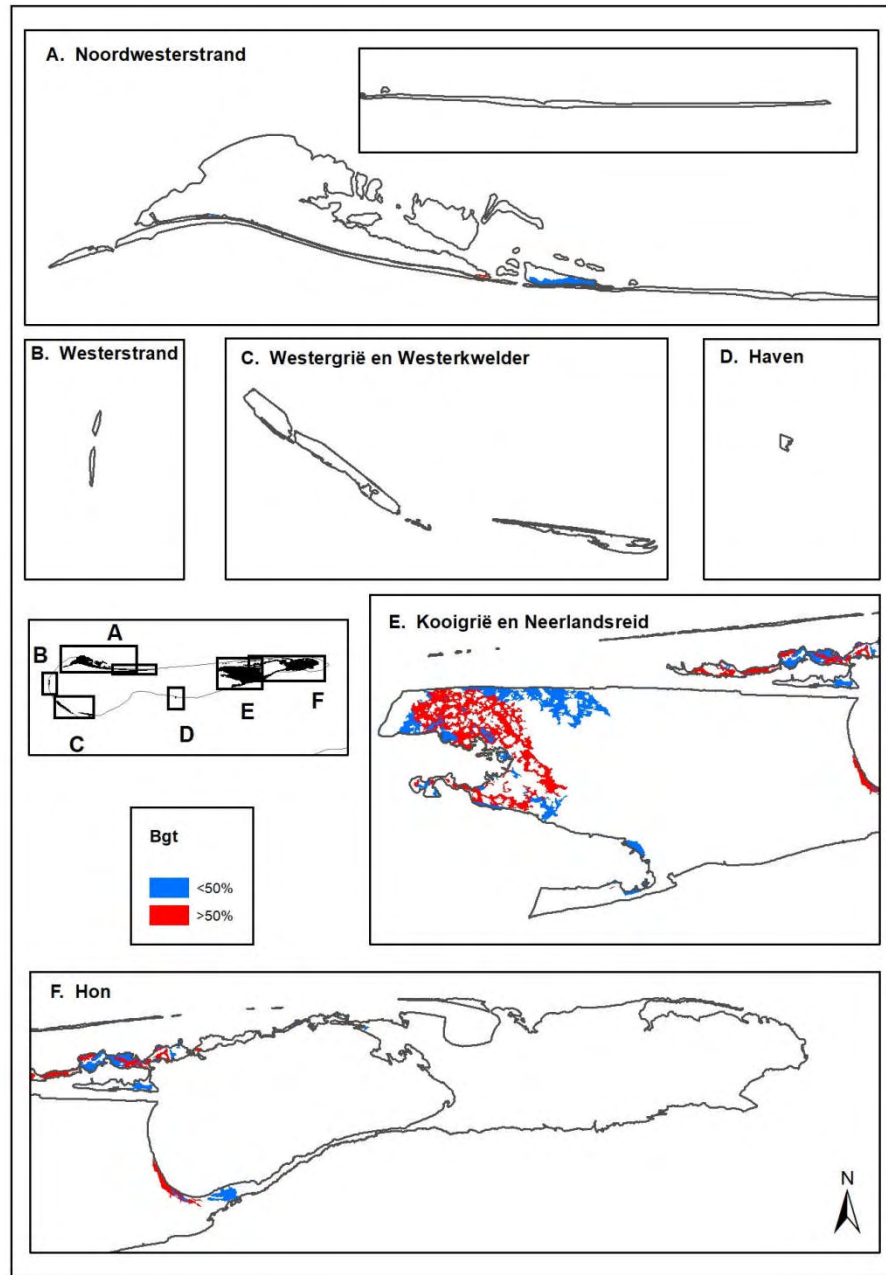 A. Noordwesterstrand
B. Westerstrand
C. Westergrië en Westerkwelder
D. Haven
A
B
C
D
E
F
E. Kooigrië en Neerlandsreid
Bgt
<50%
>50%
F. Hon
N